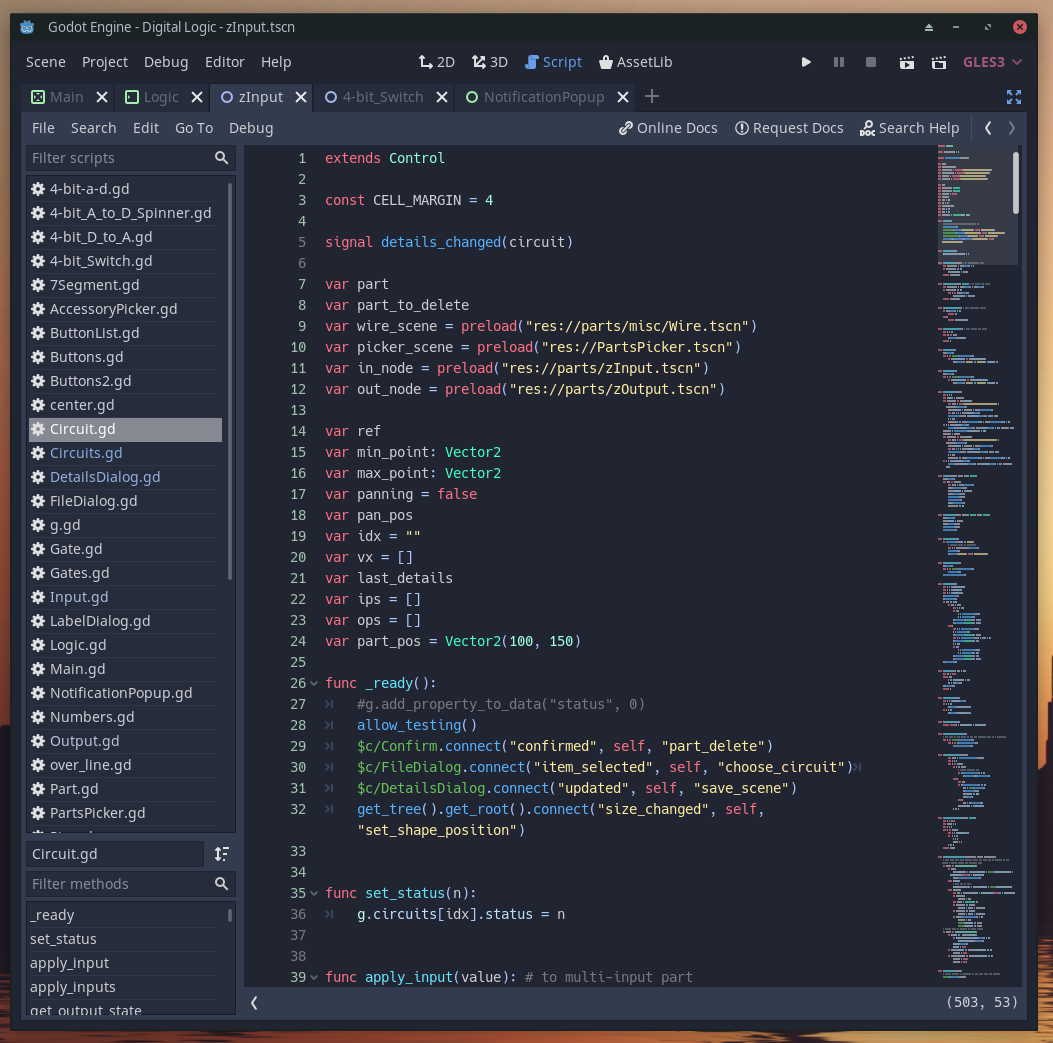 Godot Engine - Digital Logic - zInput.tscn
Scene Project Debug Editor Help 2D 3D Script AssetLib GLES3
Main Logic zInput 4-bit_Switch NotificationPopup
File Search Edit Go To Debug Online Docs Request Docs Search Help
Filter scripts
4-bit-a-d.gd
4-bit_A_to_D_Spinner.gd
4-bit_D_to_A.gd
4-bit_Switch.gd
7Segment.gd
AccessoryPicker.gd
ButtonList.gd
Buttons.gd
Buttons2.gd
center.gd
Circuit.gd
Circuits.gd
DetailsDialog.gd
FileDialog.gd
g.gd
Gate.gd
Gates.gd
Input.gd
LabelDialog.gd
Logic.gd
Main.gd
NotificationPopup.gd
Numbers.gd
Output.gd
over_line.gd
Part.gd
PartsPicker.gd
Circuit.gd
Filter methods
_ready
set_status
apply_input
apply_inputs
get_output_state
1 extends Control
2
3 const CELL_MARGIN = 4
4
5 signal details_changed(circuit)
6
7 var part
8 var part_to_delete
9 var wire_scene = preload("res://parts/misc/Wire.tscn")
10 var picker_scene = preload("res://PartsPicker.tscn")
11 var in_node = preload("res://parts/zInput.tscn")
12 var out_node = preload("res://parts/zOutput.tscn")
13
14 var ref
15 var min_point: Vector2
16 var max_point: Vector2
17 var panning = false
18 var pan_pos
19 var idx = ""
20 var vx = []
21 var last_details
22 var ips = []
23 var ops = []
24 var part_pos = Vector2(100, 150)
25
26 func _ready():
27 #g.add_property_to_data("status", 0)
28 allow_testing()
29 $c/Confirm.connect("confirmed", self, "part_delete")
30 $c/FileDialog.connect("item_selected", self, "choose_circuit")
31 $c/DetailsDialog.connect("updated", self, "save_scene")
32 get_tree().get_root().connect("size_changed", self,
"set_shape_position")
33
34
35 func set_status(n):
36 g.circuits[idx].status = n
37
38
39 func apply_input(value): # to multi-input part
(503, 53)